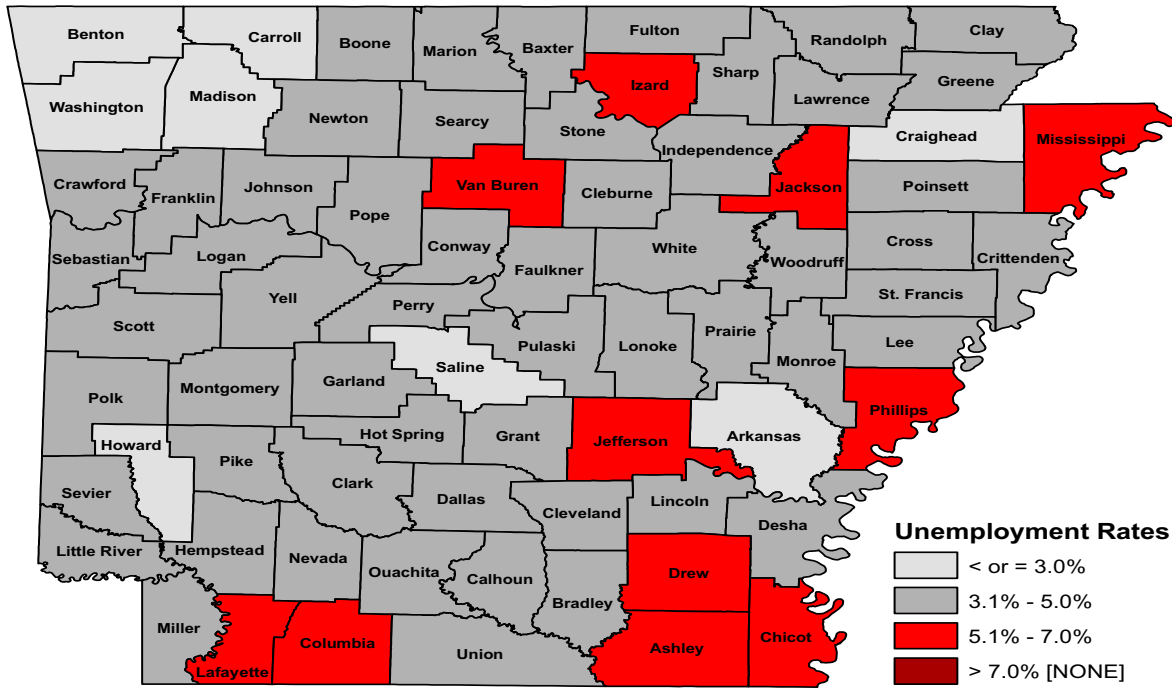 Benton
Carroll
Boone
Marion
Baxter
Fulton
Randolph
Clay
Izard
Sharp
Greene
Washington
Madison
Newton
Searcy
Stone
Lawrence
Independence
Craighead
Mississippi
Crawford
Franklin
Johnson
Pope
Van Buren
Cleburne
Jackson
Poinsett
Sebastian
Logan
Conway
Faulkner
White
Woodruff
Cross
Crittenden
Scott
Yell
Perry
Pulaski
Lonoke
Prairie
Monroe
St. Francis
Lee
Polk
Montgomery
Garland
Saline
Phillips
Howard
Pike
Hot Spring
Grant
Jefferson
Arkansas
Sevier
Clark
Dallas
Cleveland
Lincoln
Desha
Little River
Hempstead
Nevada
Ouachita
Calhoun
Bradley
Drew
Miller
Lafayette
Columbia
Union
Ashley
Chicot
Unemployment Rates
< or = 3.0%
3.1% - 5.0%
5.1% - 7.0%
> 7.0% [NONE]